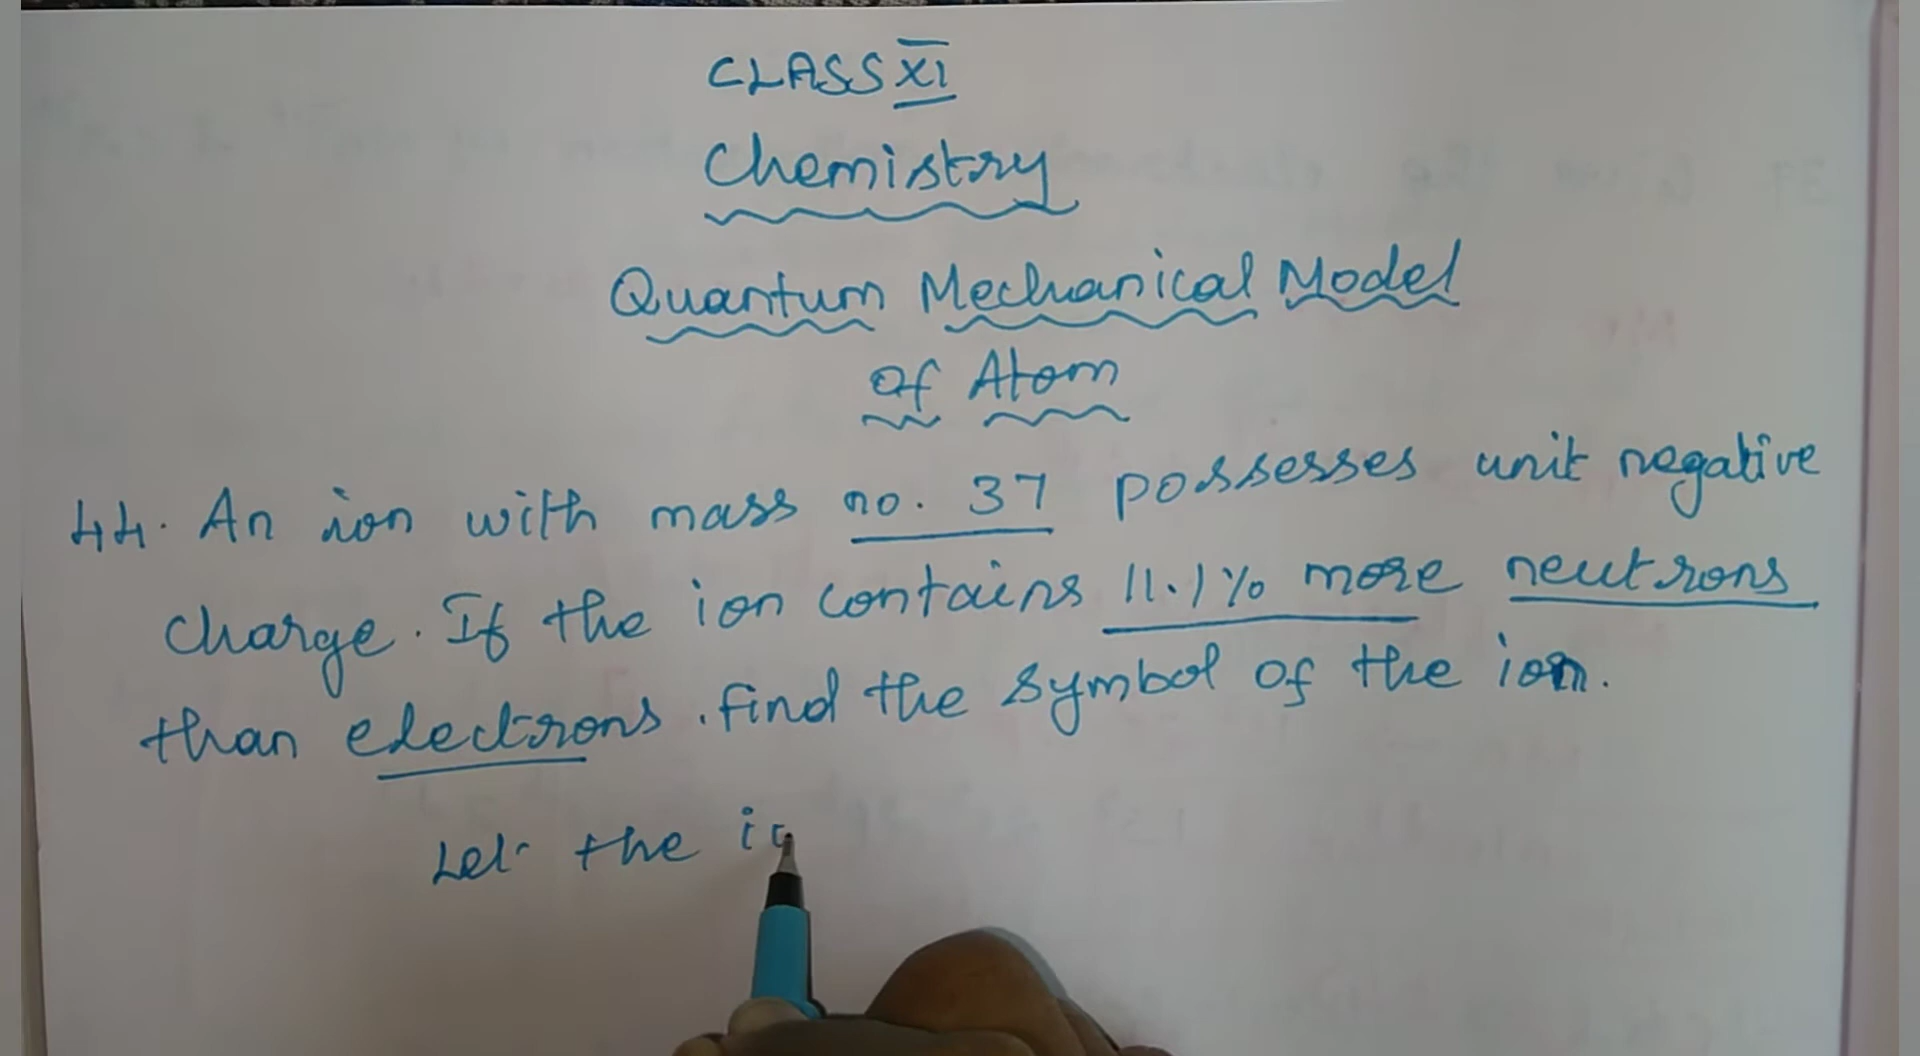 CLASS XI
Chemistry
Quantum Mechanical Model
of Atom
44. An ion with mass no. 37 possesses unit negative
charge. If the ion contains 11.1% more neutrons
than electrons. find the symbol of the ion.
Let the